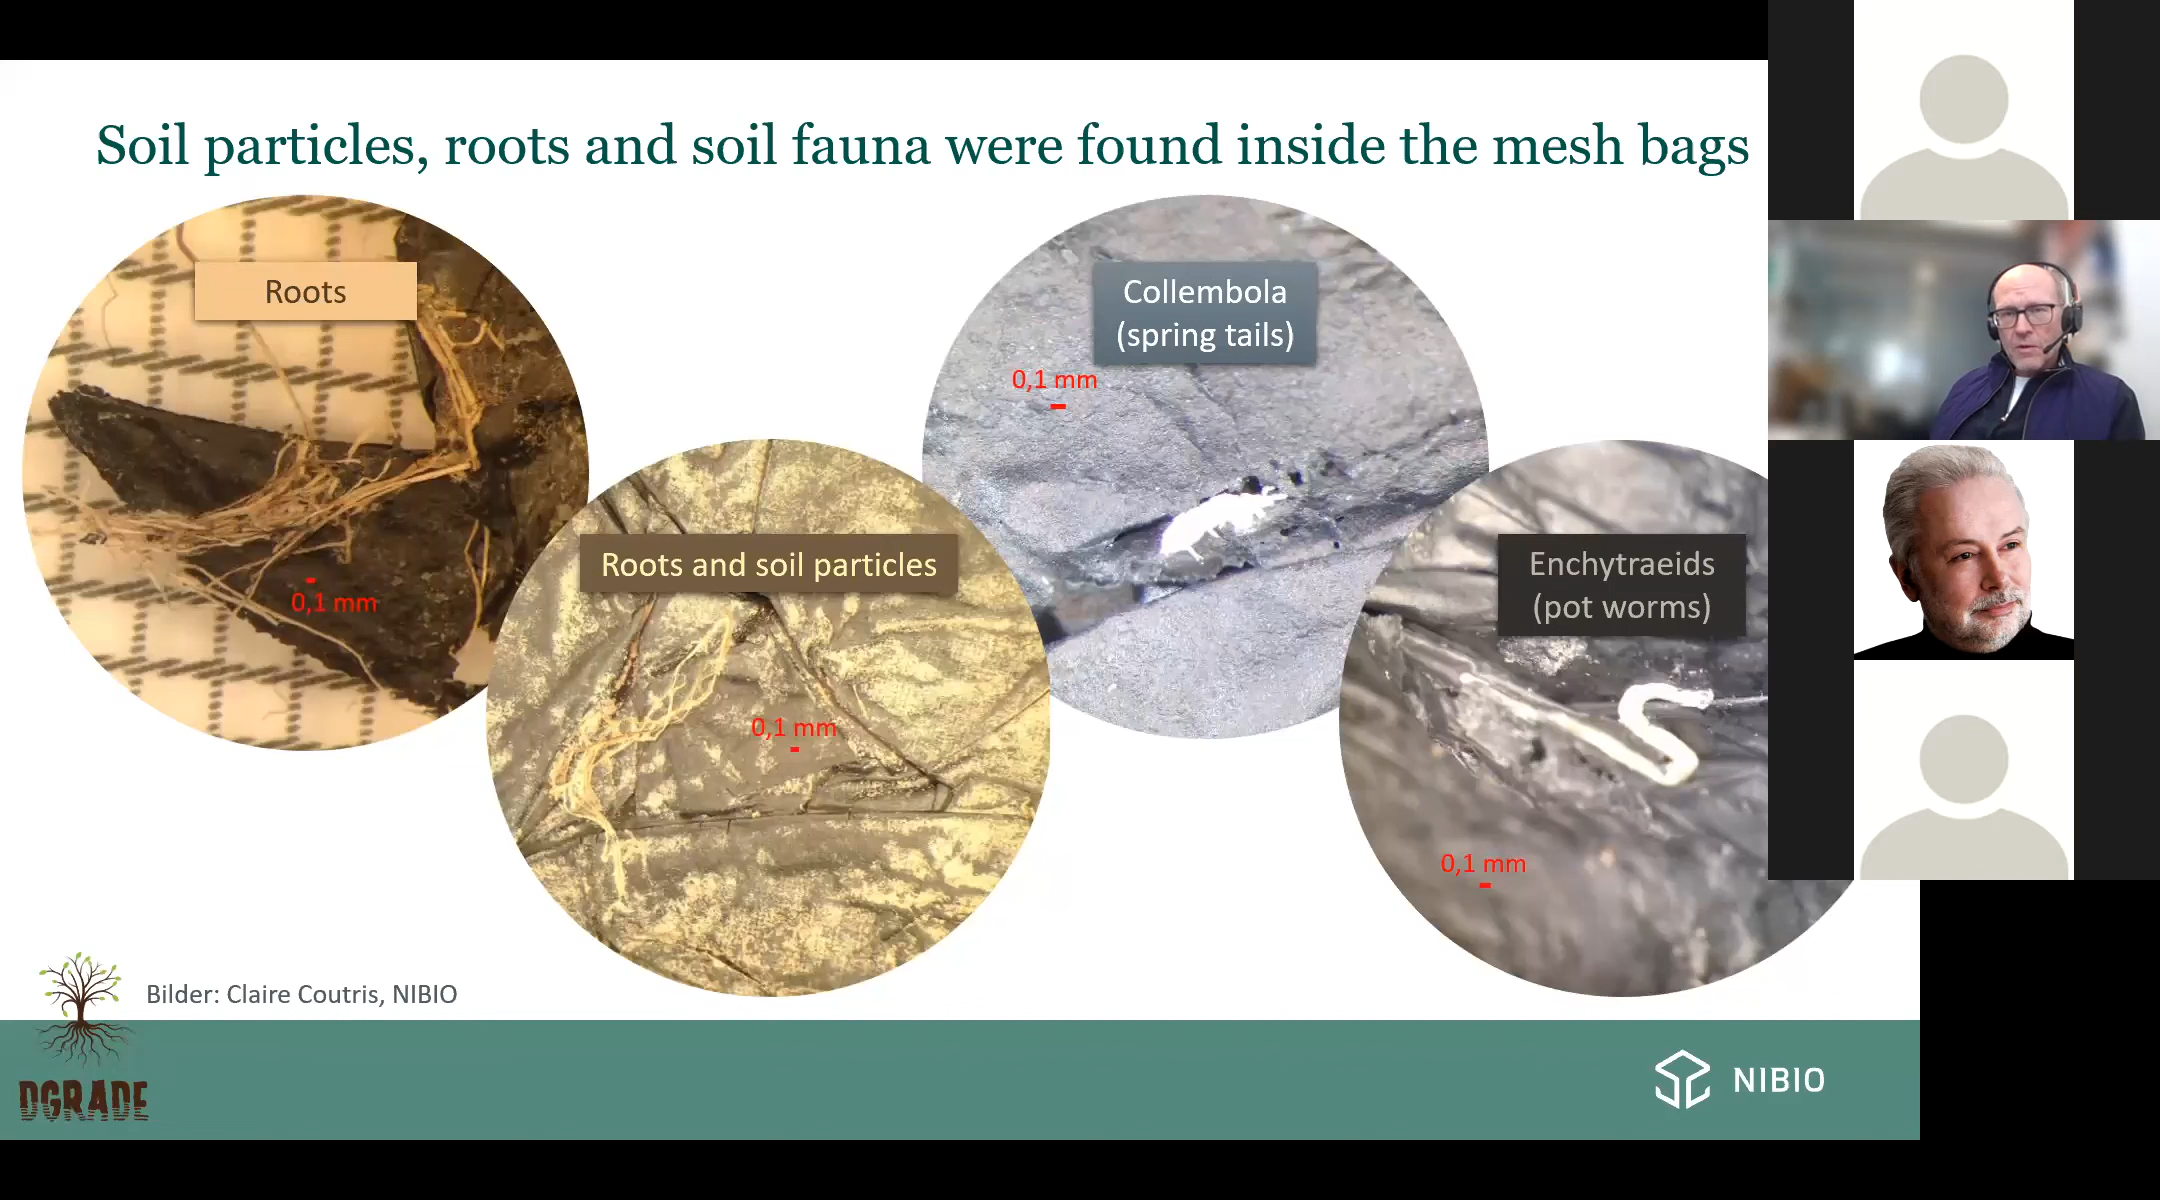 Soil particles, roots and soil fauna were found inside the mesh bags
Roots
0,1 mm
Roots and soil particles
0,1 mm
Collembola
(spring tails)
0,1 mm
Enchytraeids
(pot worms)
0,1 mm
Bilder: Claire Coutris, NIBIO
DGRADE
NIBIO